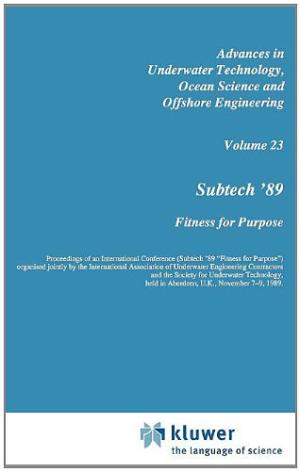 Advances in
Underwater Technology,
Ocean Science and
Offshore Engineering
Volume 23
Subtech '89
Fitness for Purpose
Proceedings of an International Conference (Subtech '89 "Fitness for Purpose")
organised jointly by the International Association of Underwater Engineering Contractors
and the Society for Underwater Technology,
held in Aberdeen, U.K., November 7-9, 1989.
kluwer
the language of science